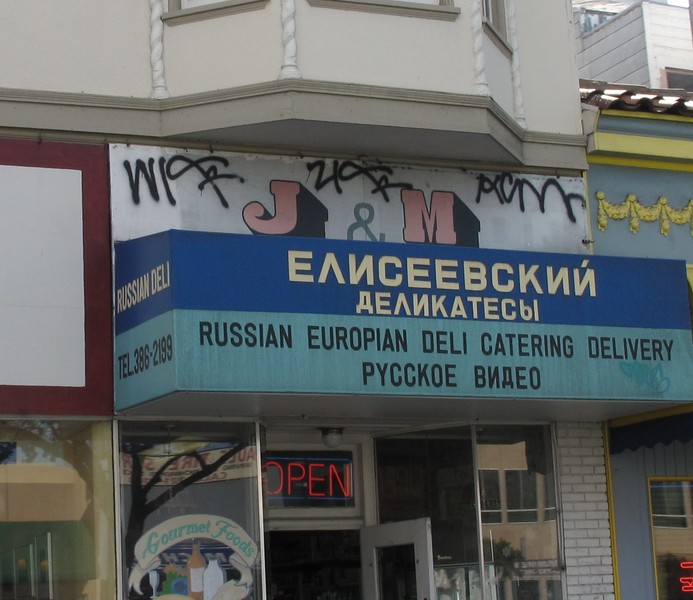 J & M
ЕЛИСЕЕВСКИЙ
ДЕЛИКАТЕСЫ
RUSSIAN DELI
TEL.386-2199
RUSSIAN EUROPIAN DELI CATERING DELIVERY
РУССКОЕ ВИДЕО
OPEN
Gourmet Foods